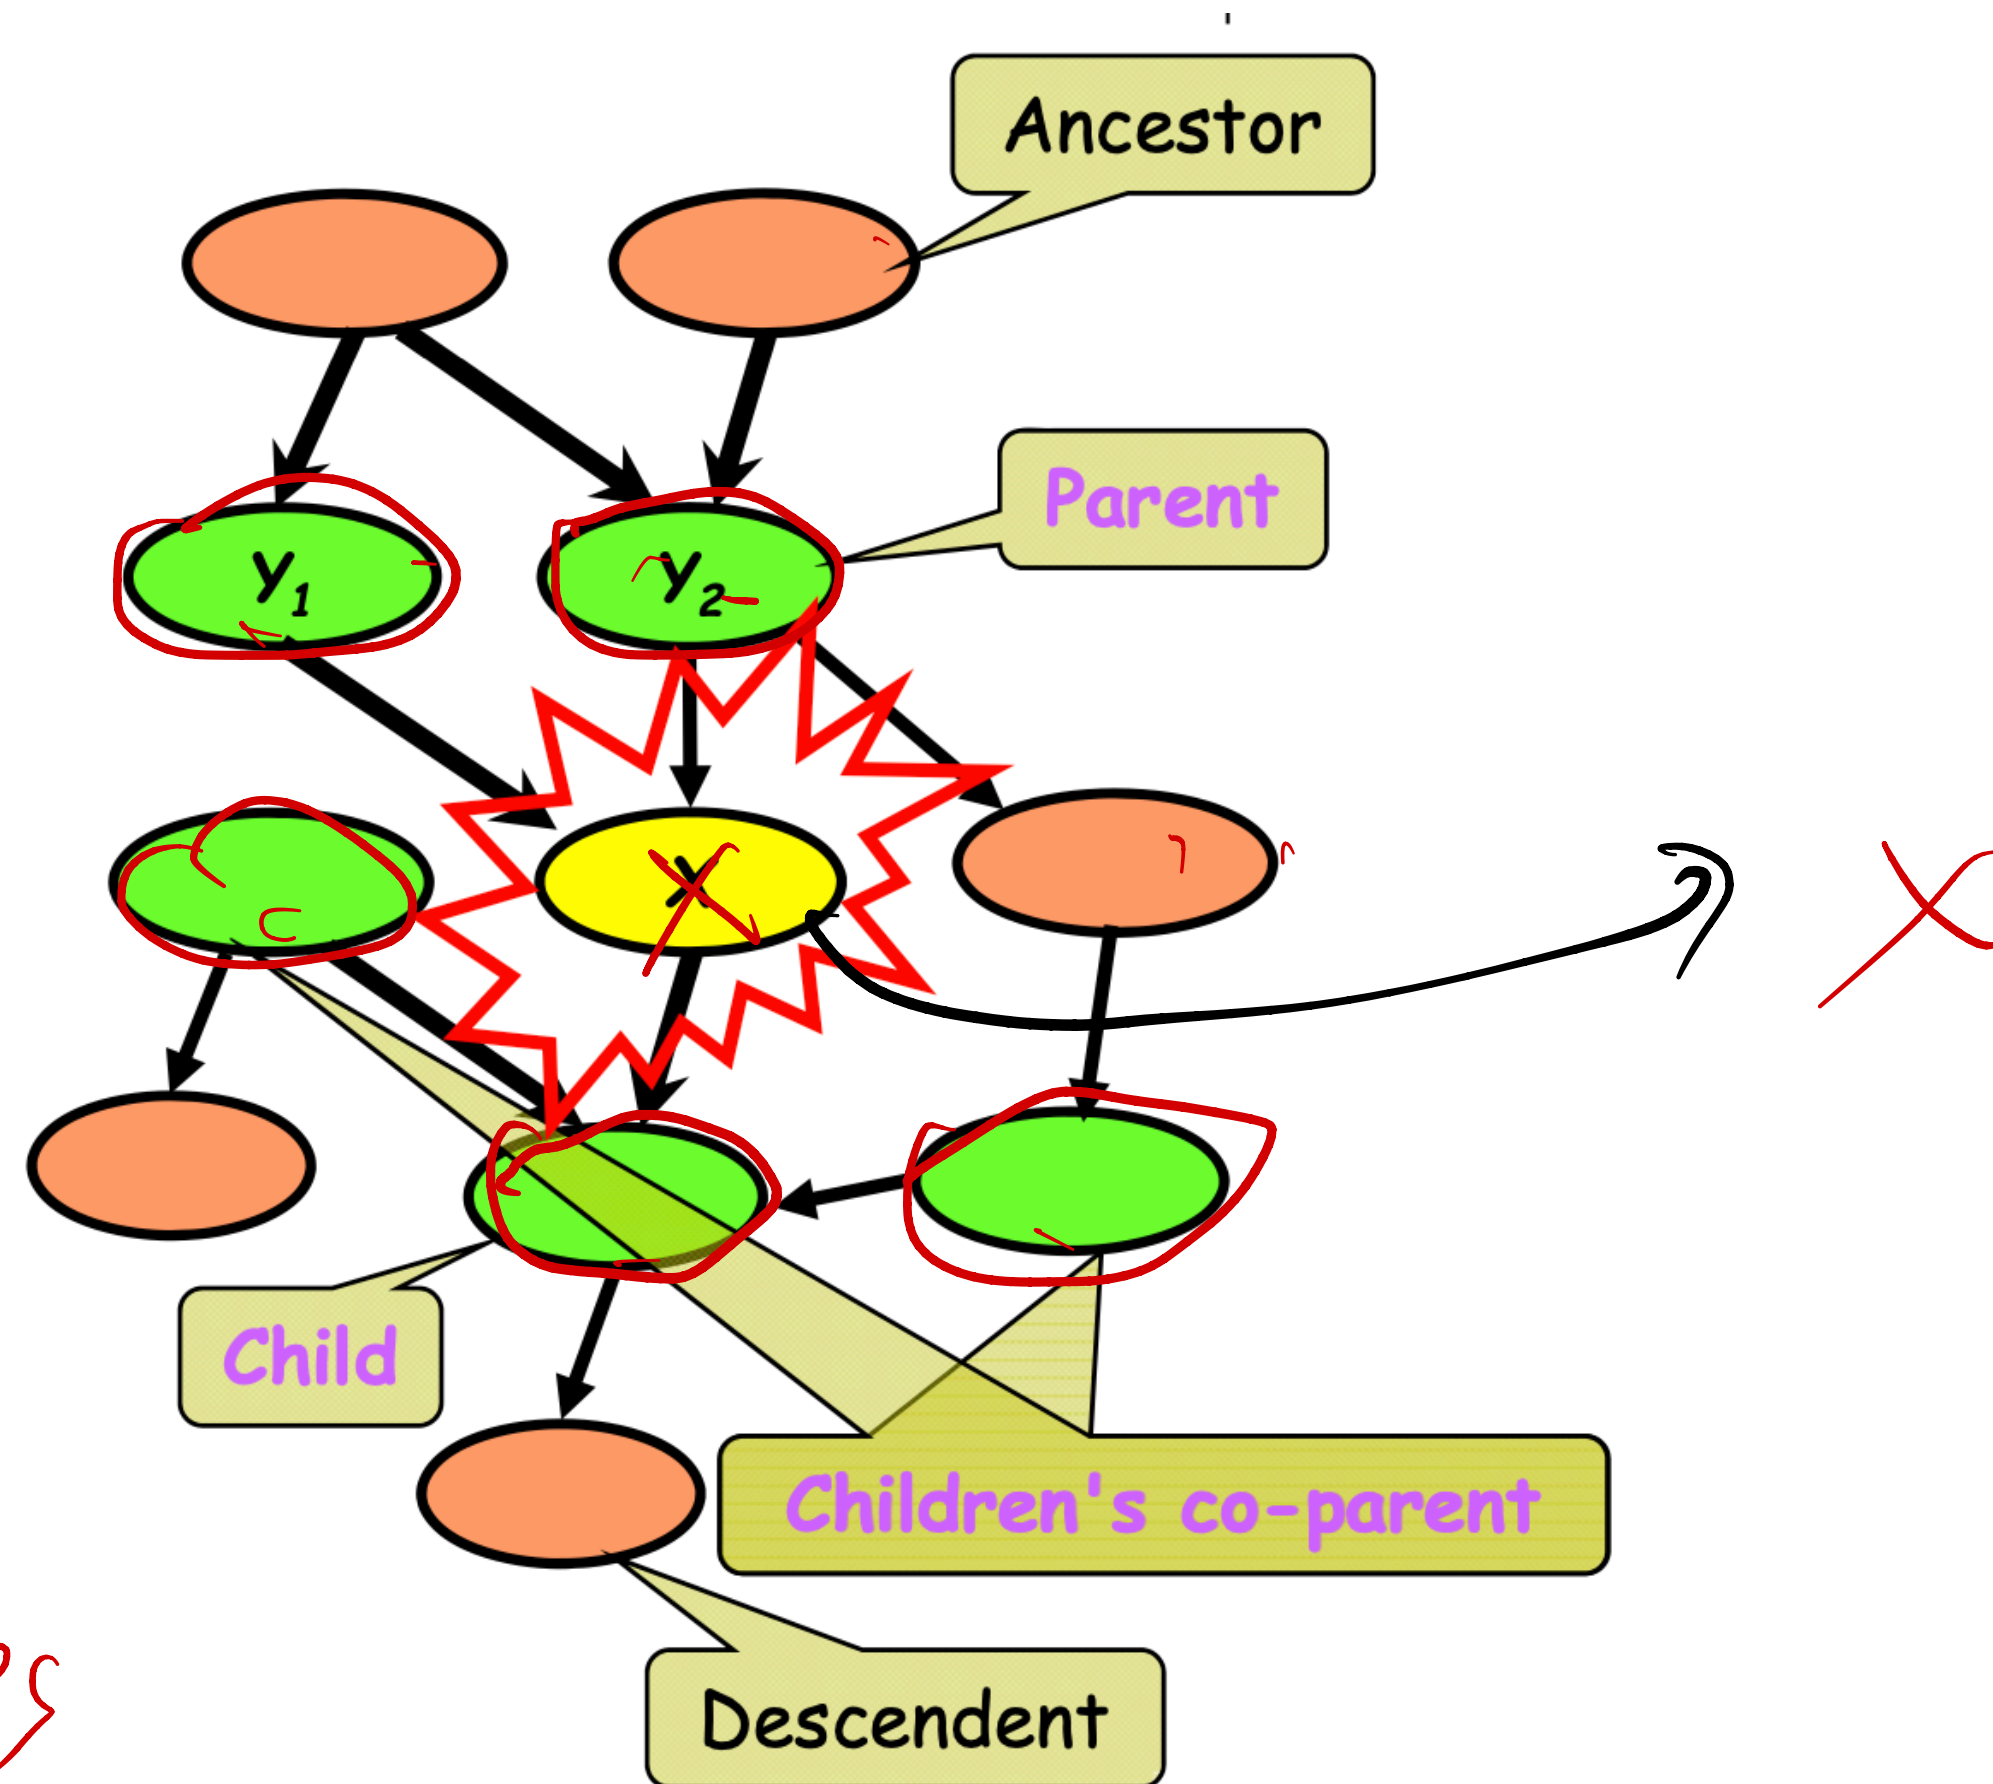 Ancestor
Parent
Y1
Y2
X
X
Child
Children's co-parent
Descendent